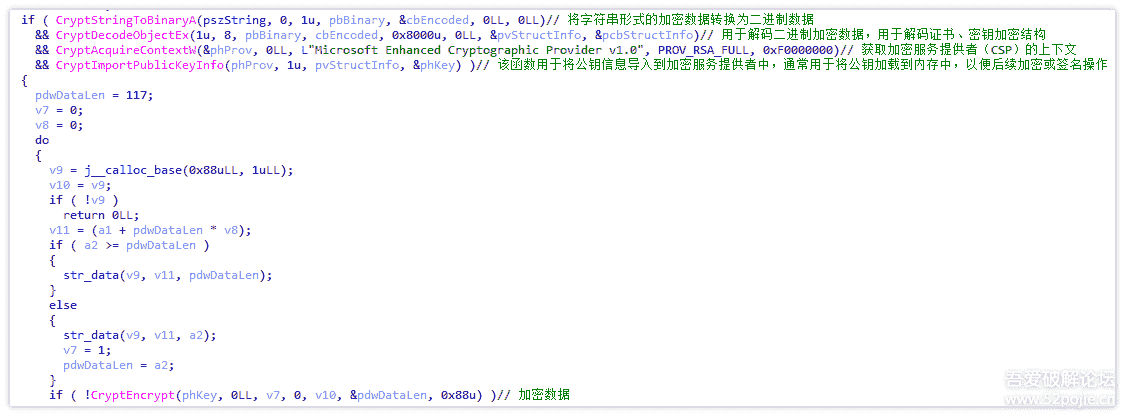 if ( CryptStringToBinaryA(pszString, 0, 1u, pbBinary, &cbEncoded, 0LL, 0LL)// 将字符串形式的加密数据转换为二进制数据
&& CryptDecodeObjectEx(1u, 8, pbBinary, cbEncoded, 0x8000u, 0LL, &pvStructInfo, &pcbStructInfo)// 用于解码二进制加密数据，用于解码证书、密钥加密结构
&& CryptAcquireContextW(&phProv, 0LL, L"Microsoft Enhanced Cryptographic Provider v1.0", PROV_RSA_FULL, 0xF0000000)// 获取加密服务提供者（CSP）的上下文
&& CryptImportPublicKeyInfo(phProv, 1u, pvStructInfo, &phKey) )// 该函数用于将公钥信息导入到加密服务提供者中，通常用于将公钥加载到内存中，以便后续加密或签名操作
{
pdwDataLen = 117;
v7 = 0;
v8 = 0;
do
{
v9 = j__calloc_base(0x88uLL, 1uLL);
v10 = v9;
if ( !v9 )
return 0LL;
v11 = (a1 + pdwDataLen * v8);
if ( a2 >= pdwDataLen )
{
str_data(v9, v11, pdwDataLen);
}
else
{
str_data(v9, v11, a2);
v7 = 1;
pdwDataLen = a2;
}
if ( !CryptEncrypt(phKey, 0LL, v7, 0, v10, &pdwDataLen, 0x88u) )// 加密数据
吾爱破解论坛
www.52pojie.cn